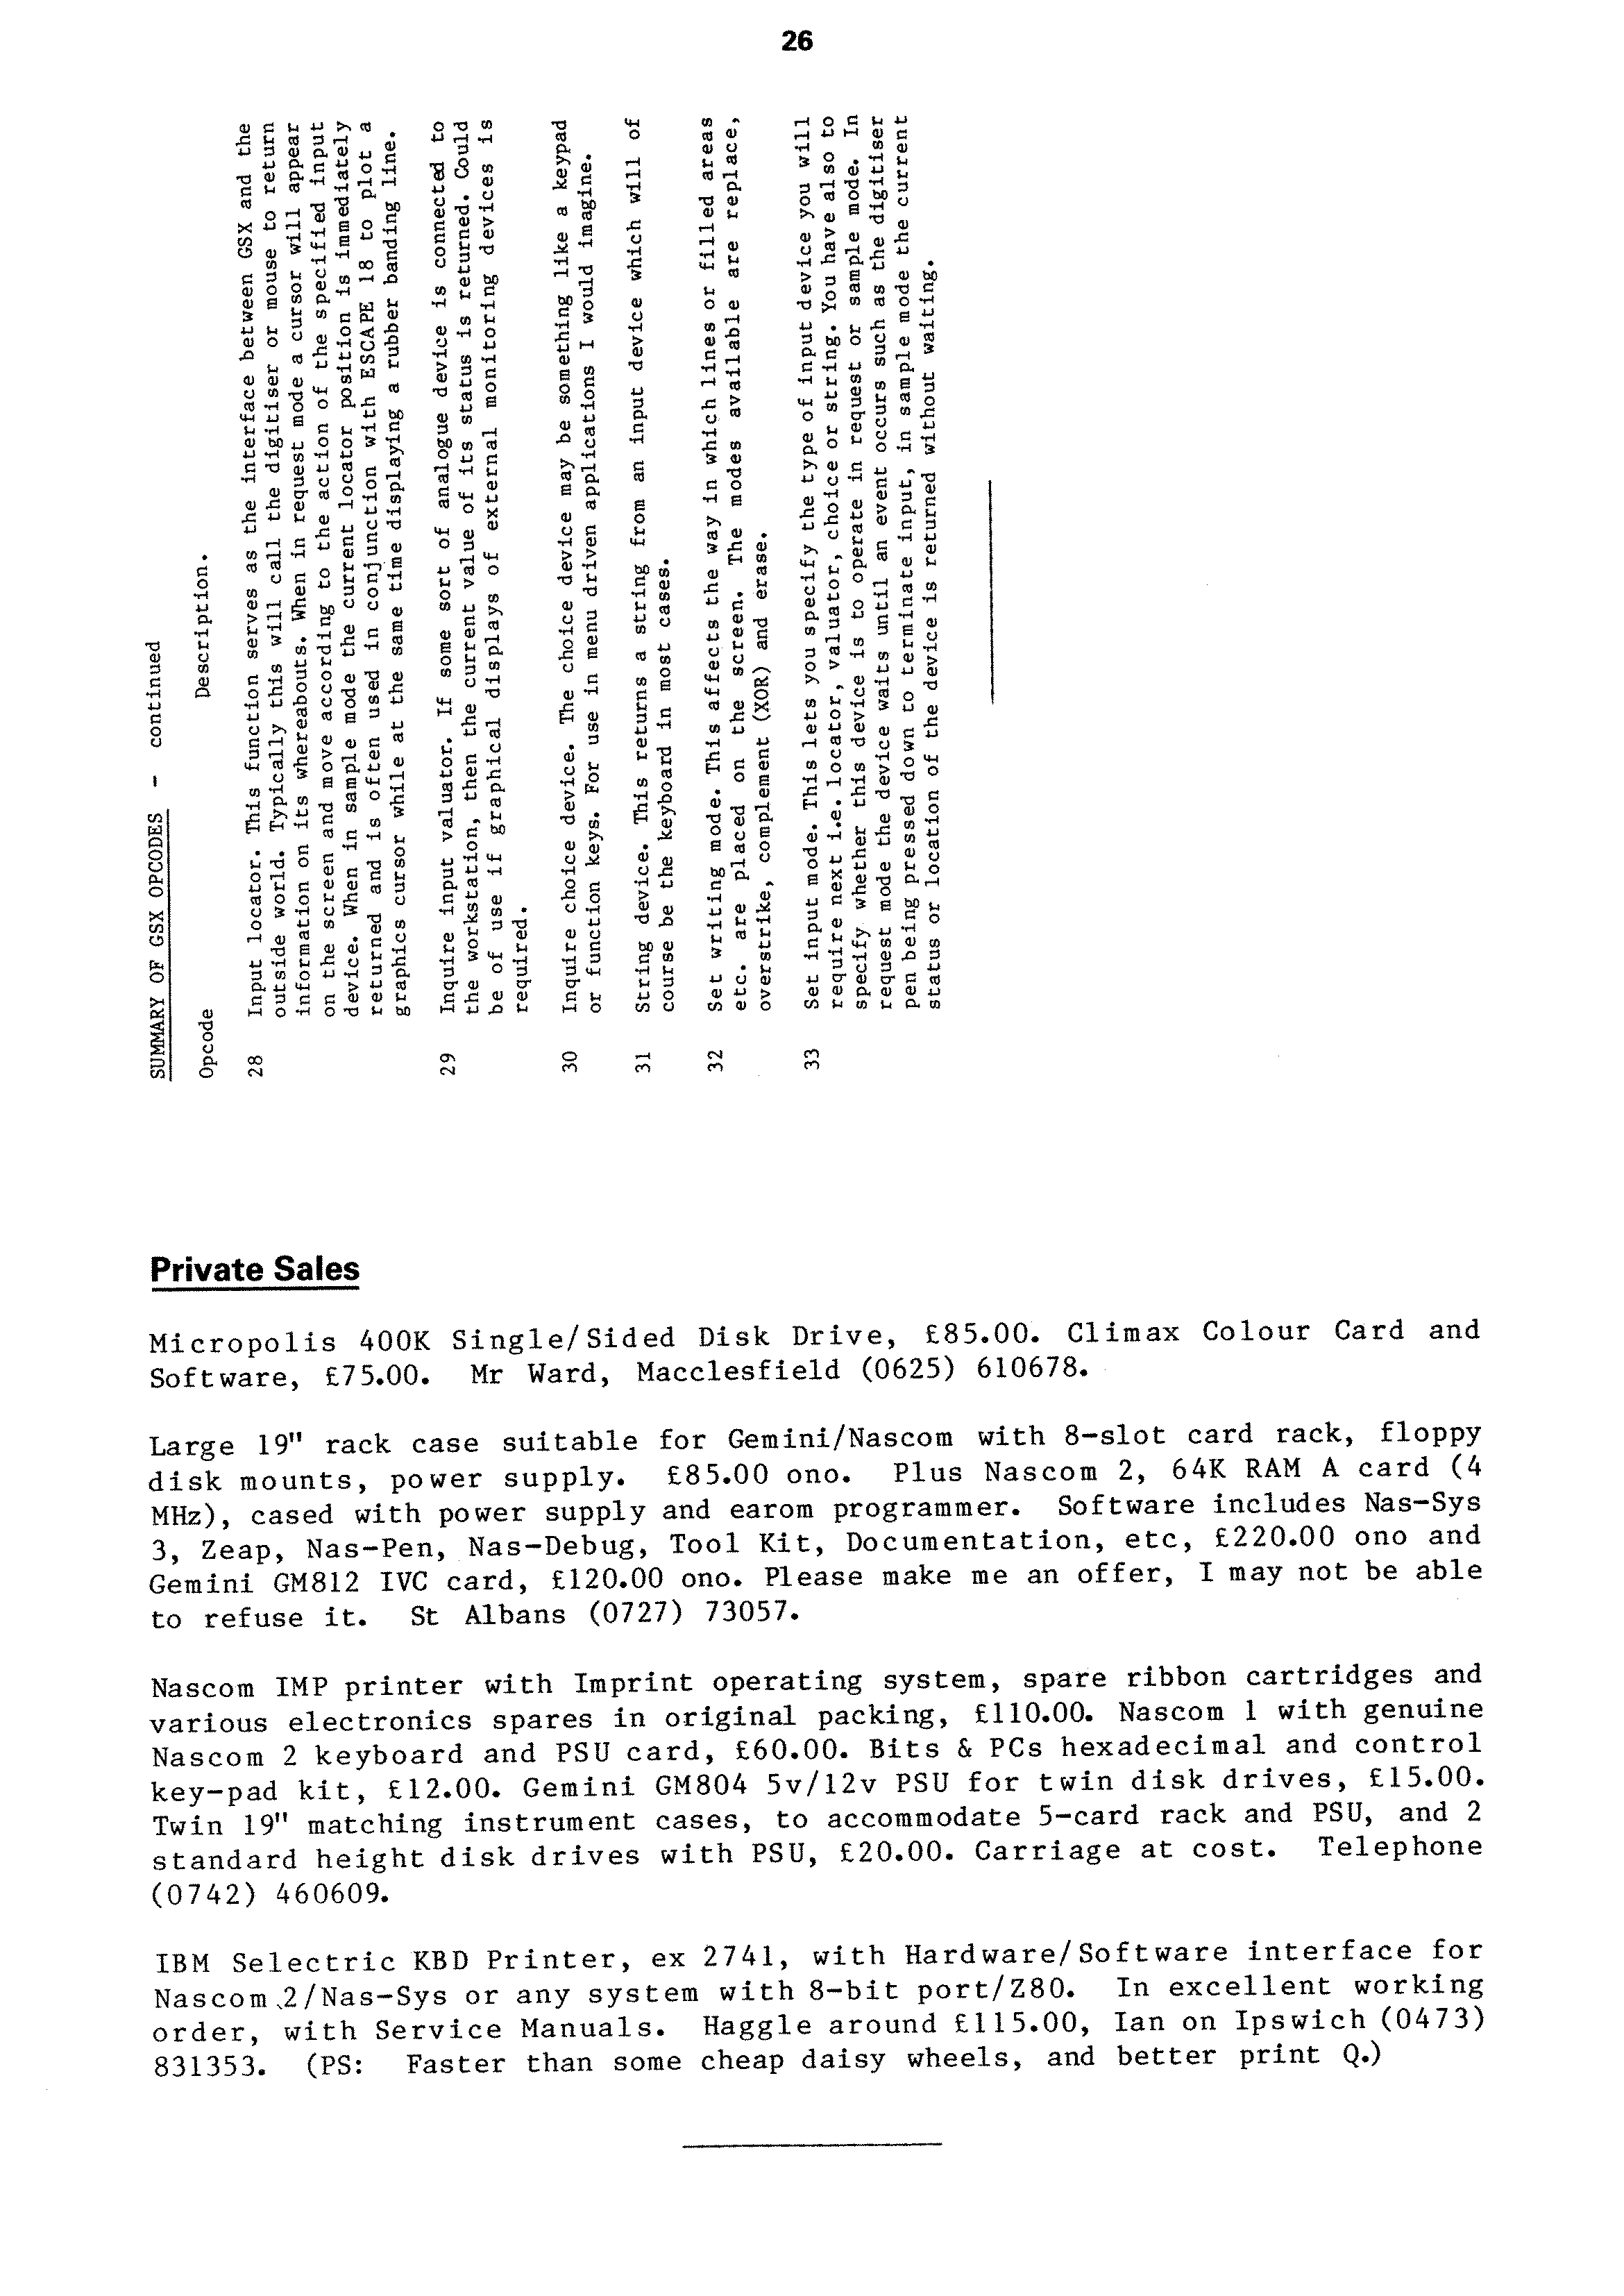 26
SUMMARY OF GSX OPCODES - continued
Opcode Description.
28 Input locator. This function serves as the interface between GSX and the
outside world. Typically this will call the digitiser or mouse to return
information on its whereabouts. When in request mode a cursor will appear
on the screen and move according to the action of the specified input
device. When in sample mode the current locator position is immediately
returned and is often used in conjunction with ESCAPE 18 to plot a
graphics cursor while at the same time displaying a rubber banding line.
29 Inquire input valuator. If some sort of analogue device is connected to
the workstation, then the current value of its status is returned. Could
be of use if graphical displays of external monitoring devices is
required.
30 Inquire choice device. The choice device may be something like a keypad
or function keys. For use in menu driven applications I would imagine.
31 String device. This returns a string from an input device which will of
course be the keyboard in most cases.
32 Set writing mode. This affects the way in which lines or filled areas
etc. are placed on the screen. The modes available are replace,
overstrike, complement (XOR) and erase.
33 Set input mode. This lets you specify the type of input device you will
require next i.e. locator, valuator, choice or string. You have also to
specify whether this device is to operate in request or sample mode. In
request mode the device waits until an event occurs such as the digitiser
pen being pressed down to terminate input, in sample mode the current
status or location of the device is returned without waiting.
Private Sales
Micropolis 400K Single/Sided Disk Drive, £85.00. Climax Colour Card and
Software, £75.00. Mr Ward, Macclesfield (0625) 610678.
Large 19" rack case suitable for Gemini/Nascom with 8-slot card rack, floppy
disk mounts, power supply. £85.00 ono. Plus Nascom 2, 64K RAM A card (4
MHz), cased with power supply and earom programmer. Software includes Nas-Sys
3, Zeap, Nas-Pen, Nas-Debug, Tool Kit, Documentation, etc, £220.00 ono and
Gemini GM812 IVC card, £120.00 ono. Please make me an offer, I may not be able
to refuse it. St Albans (0727) 73057.
Nascom IMP printer with Imprint operating system, spare ribbon cartridges and
various electronics spares in original packing, £110.00. Nascom 1 with genuine
Nascom 2 keyboard and PSU card, £60.00. Bits & PCs hexadecimal and control
key-pad kit, £12.00. Gemini GM804 5v/12v PSU for twin disk drives, £15.00.
Twin 19" matching instrument cases, to accommodate 5-card rack and PSU, and 2
standard height disk drives with PSU, £20.00. Carriage at cost. Telephone
(0742) 460609.
IBM Selectric KBD Printer, ex 2741, with Hardware/Software interface for
Nascom 2/Nas-Sys or any system with 8-bit port/Z80. In excellent working
order, with Service Manuals. Haggle around £115.00, Ian on Ipswich (0473)
831353. (PS: Faster than some cheap daisy wheels, and better print Q.)